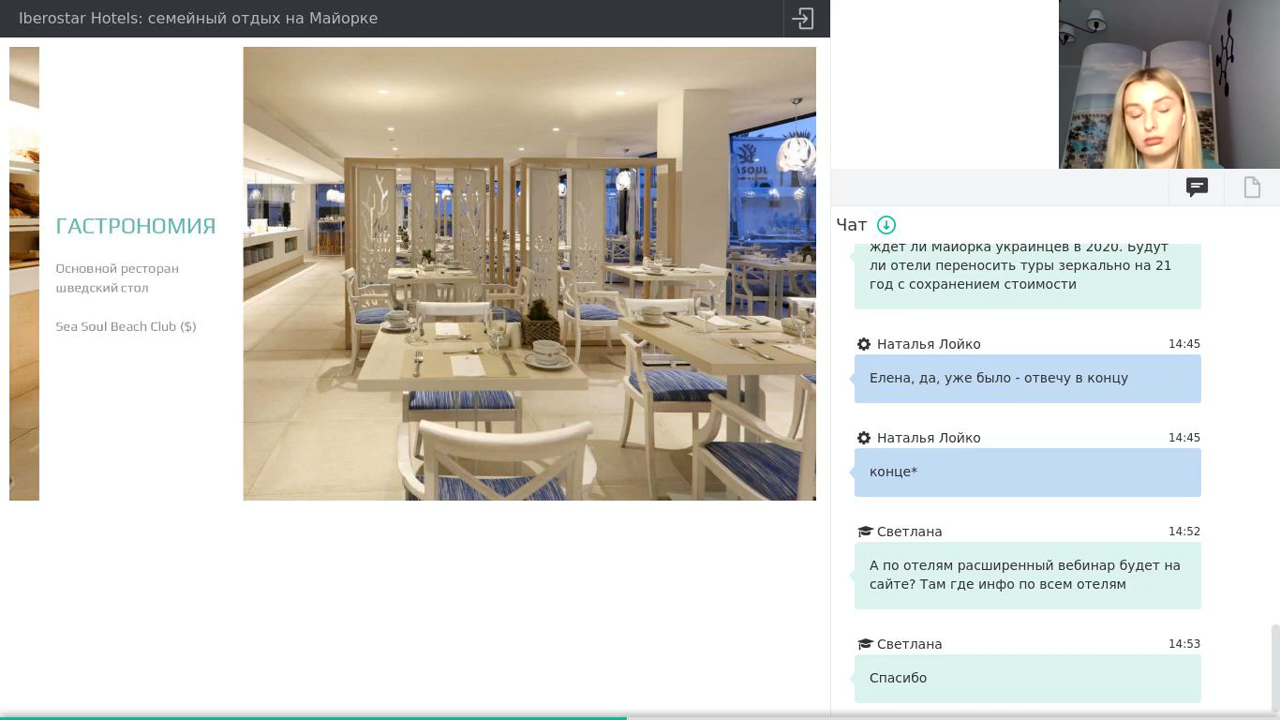 Iberostar Hotels: семейный отдых на Майорке
ГАСТРОНОМИЯ
Основной ресторан
шведский стол
Sea Soul Beach Club ($)
ASOUL
Чат
ждет ли Майорка украинцев в 2020. Будут
ли отели переносить туры зеркально на 21
год с сохранением стоимости
Наталья Лойко 14:45
Елена, да, уже было - отвечу в концу
Наталья Лойко 14:45
конце*
Светлана 14:52
А по отелям расширенный вебинар будет на
сайте? Там где инфо по всем отелям
Светлана 14:53
Спасибо